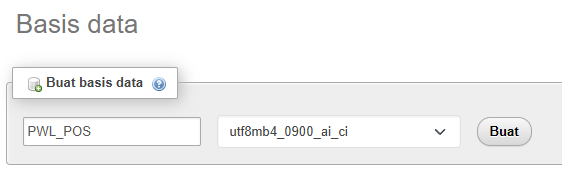 Basis data
Buat basis data
PWL_POS utf8mb4_0900_ai_ci Buat